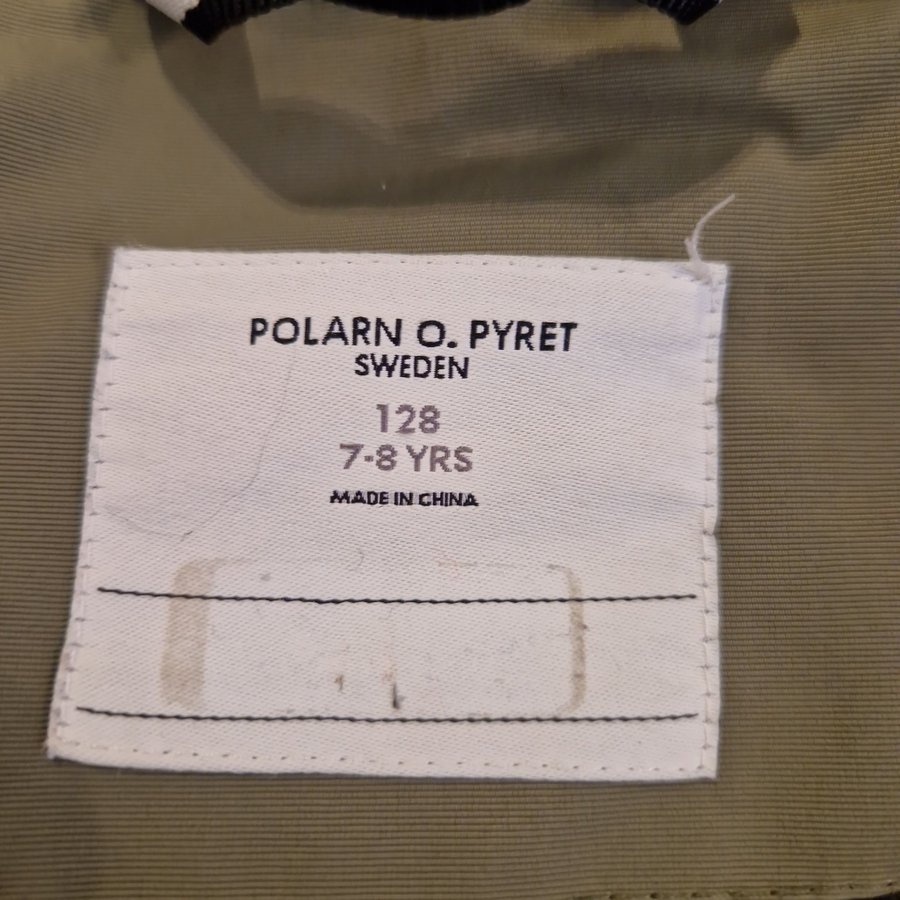 POLARN O. PYRET
SWEDEN
128
7-8 YRS
MADE IN CHINA